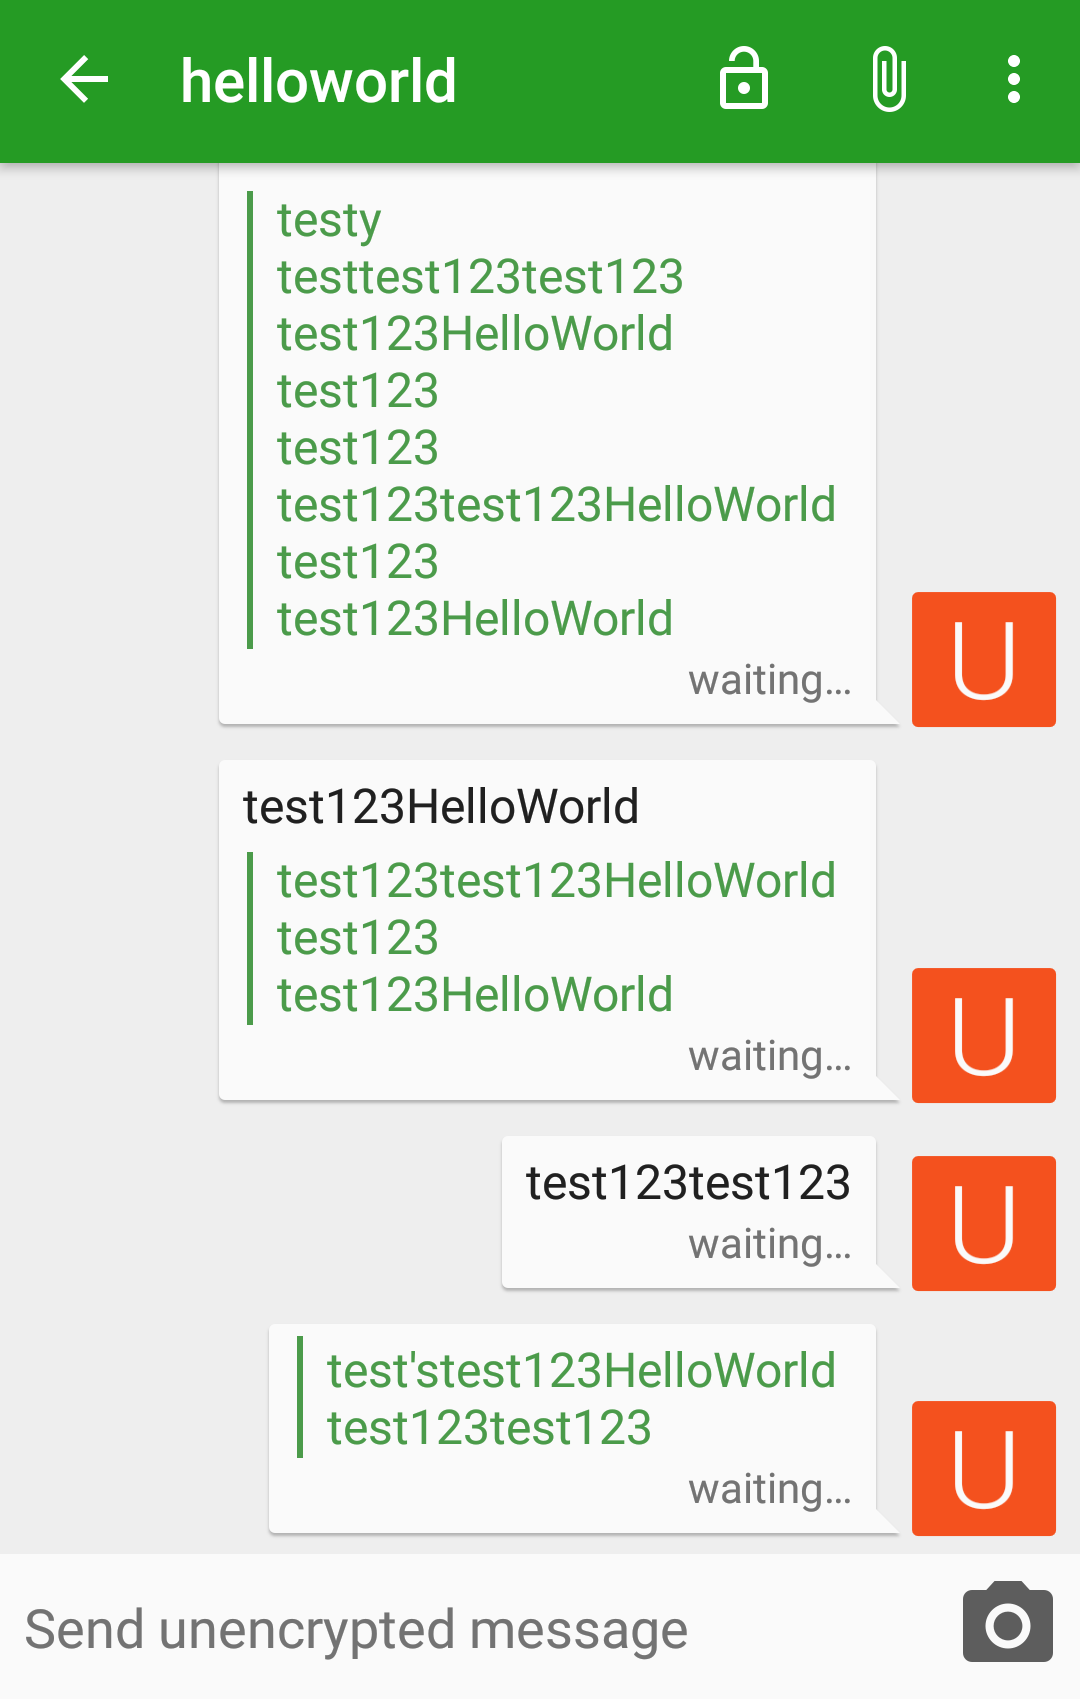 helloworld
testy
testtest123test123
test123HelloWorld
test123
test123
test123test123HelloWorld
test123
test123HelloWorld
waiting…
U
test123HelloWorld
test123test123HelloWorld
test123
test123HelloWorld
waiting…
U
test123test123
waiting…
U
test'stest123HelloWorld
test123test123
waiting…
U
Send unencrypted message